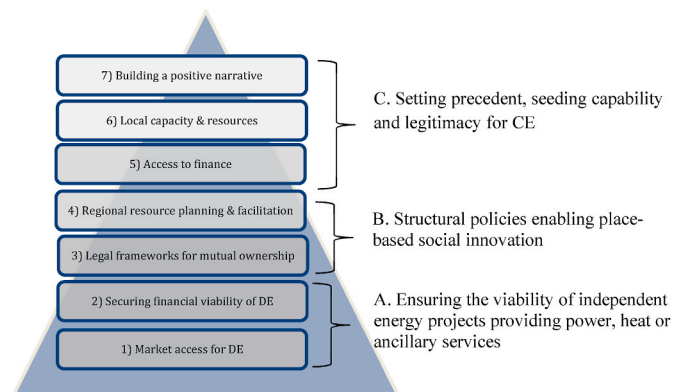 7) Building a positive narrative
6) Local capacity & resources
5) Access to finance
C. Setting precedent, seeding capability
and legitimacy for CE
4) Regional resource planning & facilitation
3) Legal frameworks for mutual ownership
B. Structural policies enabling place-
based social innovation
2) Securing financial viability of DE
1) Market access for DE
A. Ensuring the viability of independent
energy projects providing power, heat or
ancillary services